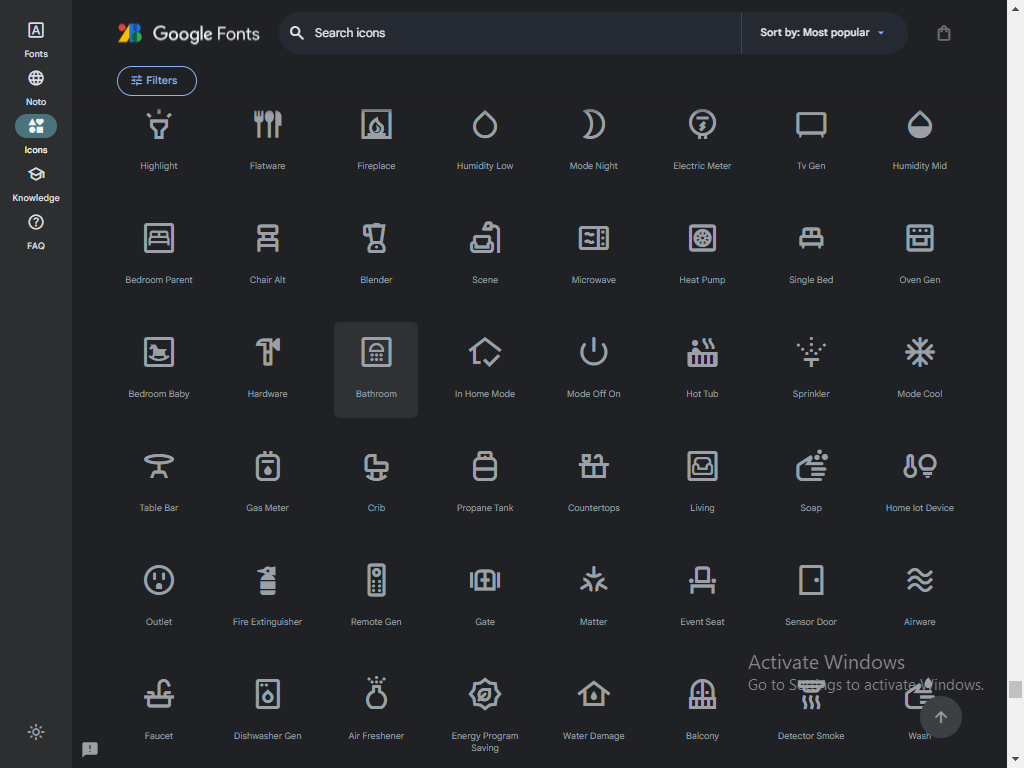 Fonts
Noto
Icons
Knowledge
FAQ
Google Fonts
Search icons
Sort by: Most popular
Filters
Highlight
Flatware
Fireplace
Humidity Low
Mode Night
Electric Meter
Tv Gen
Humidity Mid
Bedroom Parent
Chair Alt
Blender
Scene
Microwave
Heat Pump
Single Bed
Oven Gen
Bedroom Baby
Hardware
Bathroom
In Home Mode
Mode Off On
Hot Tub
Sprinkler
Mode Cool
Table Bar
Gas Meter
Crib
Propane Tank
Countertops
Living
Soap
Home Iot Device
Outlet
Fire Extinguisher
Remote Gen
Gate
Matter
Event Seat
Sensor Door
Airware
Faucet
Dishwasher Gen
Air Freshener
Energy Program
Saving
Water Damage
Balcony
Detector Smoke
Wash
Activate Windows
Go to Settings to activate Windows.